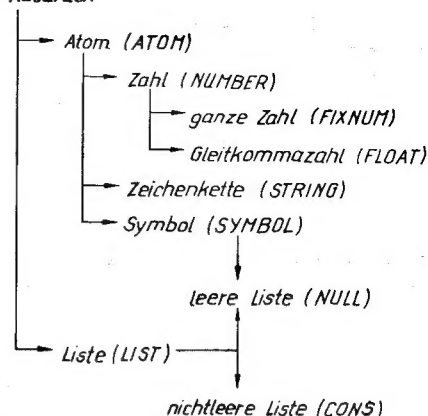 Atom (ATOM)
Zahl (NUMBER)
ganze Zahl (FIXNUM)
Gleitkommazahl (FLOAT)
Zeichenkette (STRING)
Symbol (SYMBOL)
leere Liste (NULL)
Liste (LIST)
nichtleere Liste (CONS)